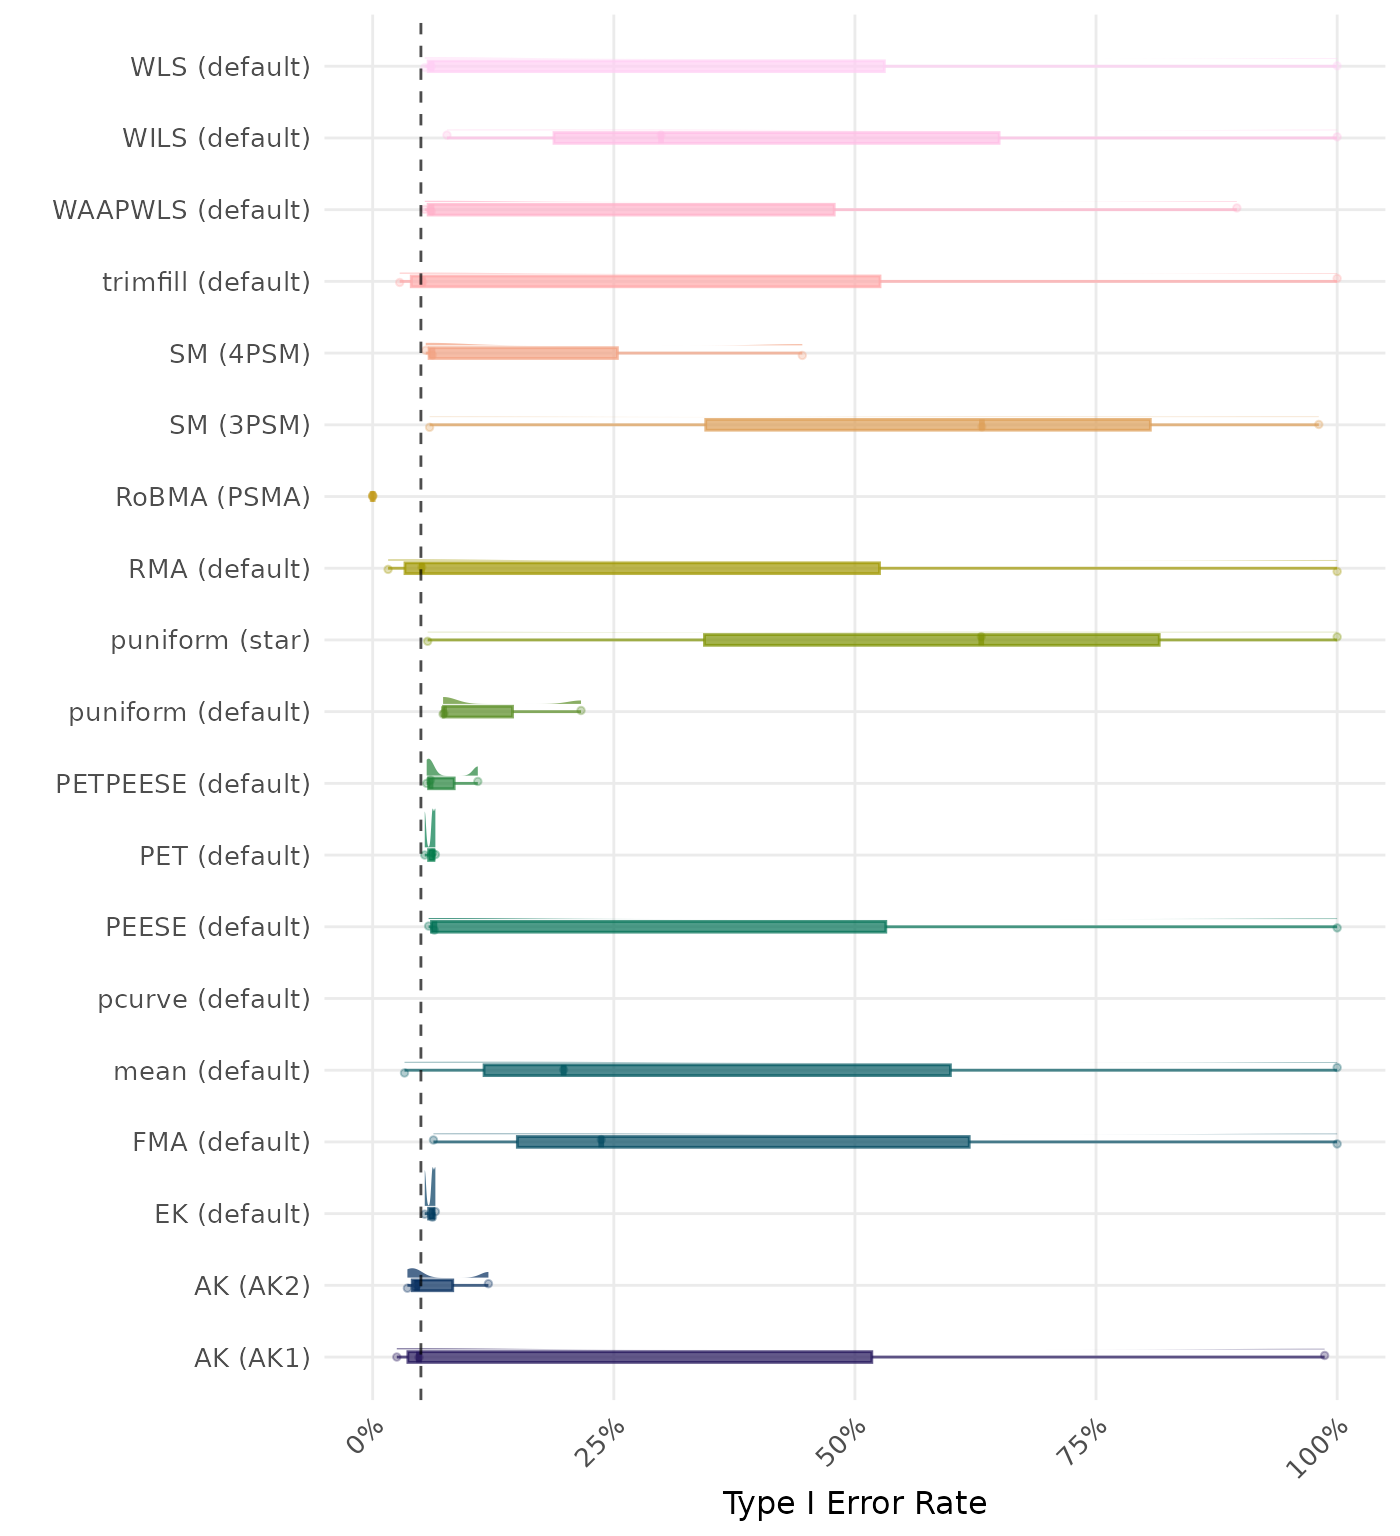 WLS (default)
WILS (default)
WAAPWLS (default)
trimfill (default)
SM (4PSM)
SM (3PSM)
RoBMA (PSMA)
RMA (default)
puniform (star)
puniform (default)
PETPEESE (default)
PET (default)
PEESE (default)
pcurve (default)
mean (default)
FMA (default)
EK (default)
AK (AK2)
AK (AK1)
0% 25% 50% 75% 100%
Type I Error Rate